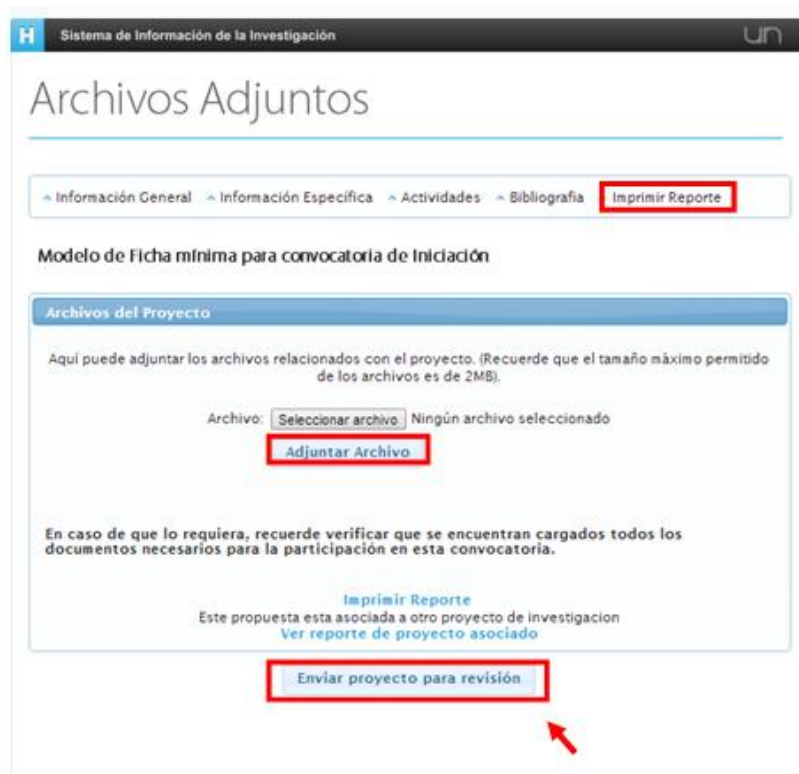 H Sistema de Información de la Investigación un
Archivos Adjuntos
Información General Información Específica Actividades Bibliografia Imprimir Reporte
Modelo de Ficha mínima para convocatoria de Iniciación
Archivos del Proyecto
Aquí puede adjuntar los archivos relacionados con el proyecto. (Recuerde que el tamaño máximo permitido
de los archivos es de 2MB).
Archivo: Seleccionar archivo Ningún archivo seleccionado
Adjuntar Archivo
En caso de que lo requiera, recuerde verificar que se encuentran cargados todos los
documentos necesarios para la participación en esta convocatoria.
Imprimir Reporte
Este propuesta esta asociada a otro proyecto de investigacion
Ver reporte de proyecto asociado
Enviar proyecto para revisión